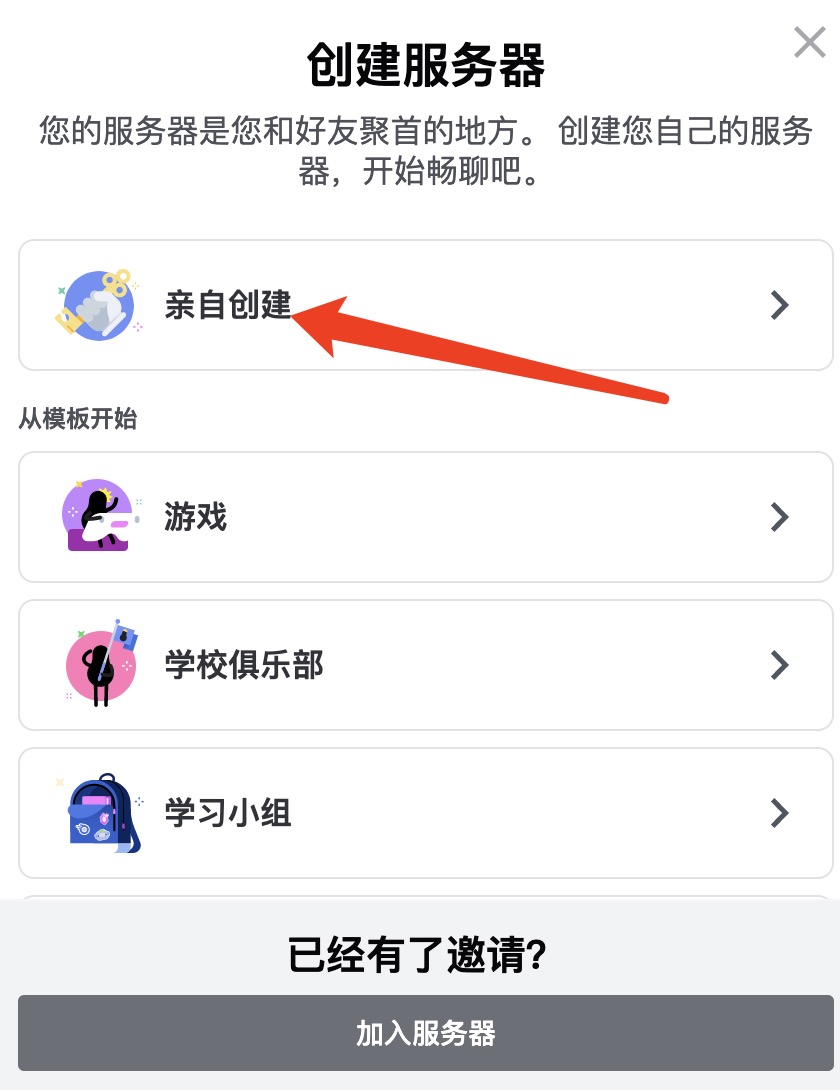 创建服务器
您的服务器是您和好友聚首的地方。 创建您自己的服务
器，开始畅聊吧。
亲自创建
从模板开始
游戏
学校俱乐部
学习小组
已经有了邀请?
加入服务器